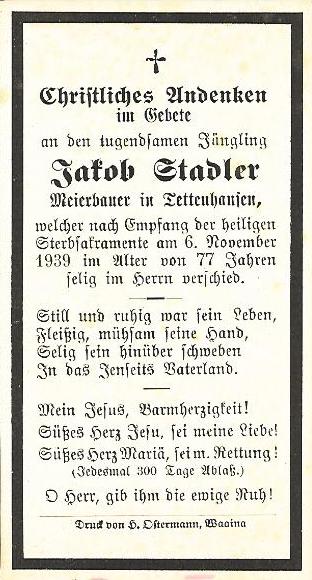 Christliches Andenken
im Gebete
an den tugendsamen Jüngling
Jakob Stadler
Meierbauer in Tettenhausen,
welcher nach Empfang der heiligen
Sterbsakramente am 6. November
1939 im Alter von 77 Jahren
selig im Herrn verschied.
Still und ruhig war sein Leben,
Fleißig, mühsam seine Hand,
Selig sein hinüber schweben
In das Jenseits Vaterland.
Mein Jesus, Barmherzigkeit!
Süßes Herz Jesu, sei meine Liebe!
Süßes Herz Mariä, sei m. Rettung!
(Jedesmal 300 Tage Ablaß.)
O Herr, gib ihm die ewige Ruh!
Druck von H. Ostermann, Waging